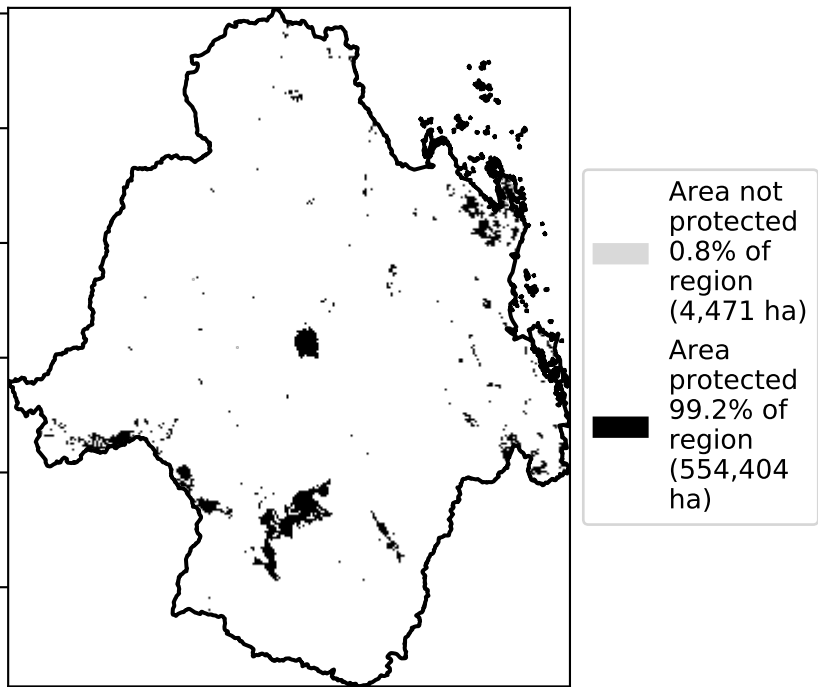 Area not
protected
0.8% of
region
(4,471 ha)
Area
protected
99.2% of
region
(554,404
ha)